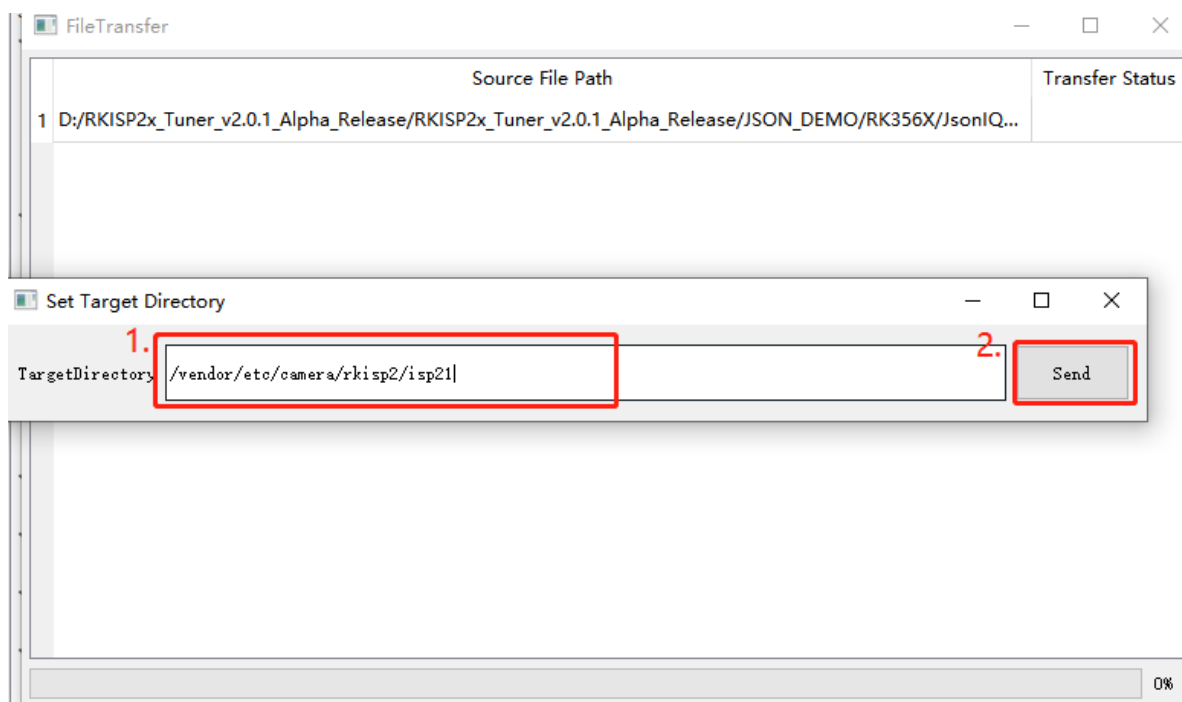 FileTransfer
Source File Path Transfer Status
1 D:/RKISP2x_Tuner_v2.0.1_Alpha_Release/RKISP2x_Tuner_v2.0.1_Alpha_Release/JSON_DEMO/RK356X/JsonIQ...
Set Target Directory
1. 2.
TargetDirectory /vendor/etc/camera/rkisp2/isp21 Send
0%